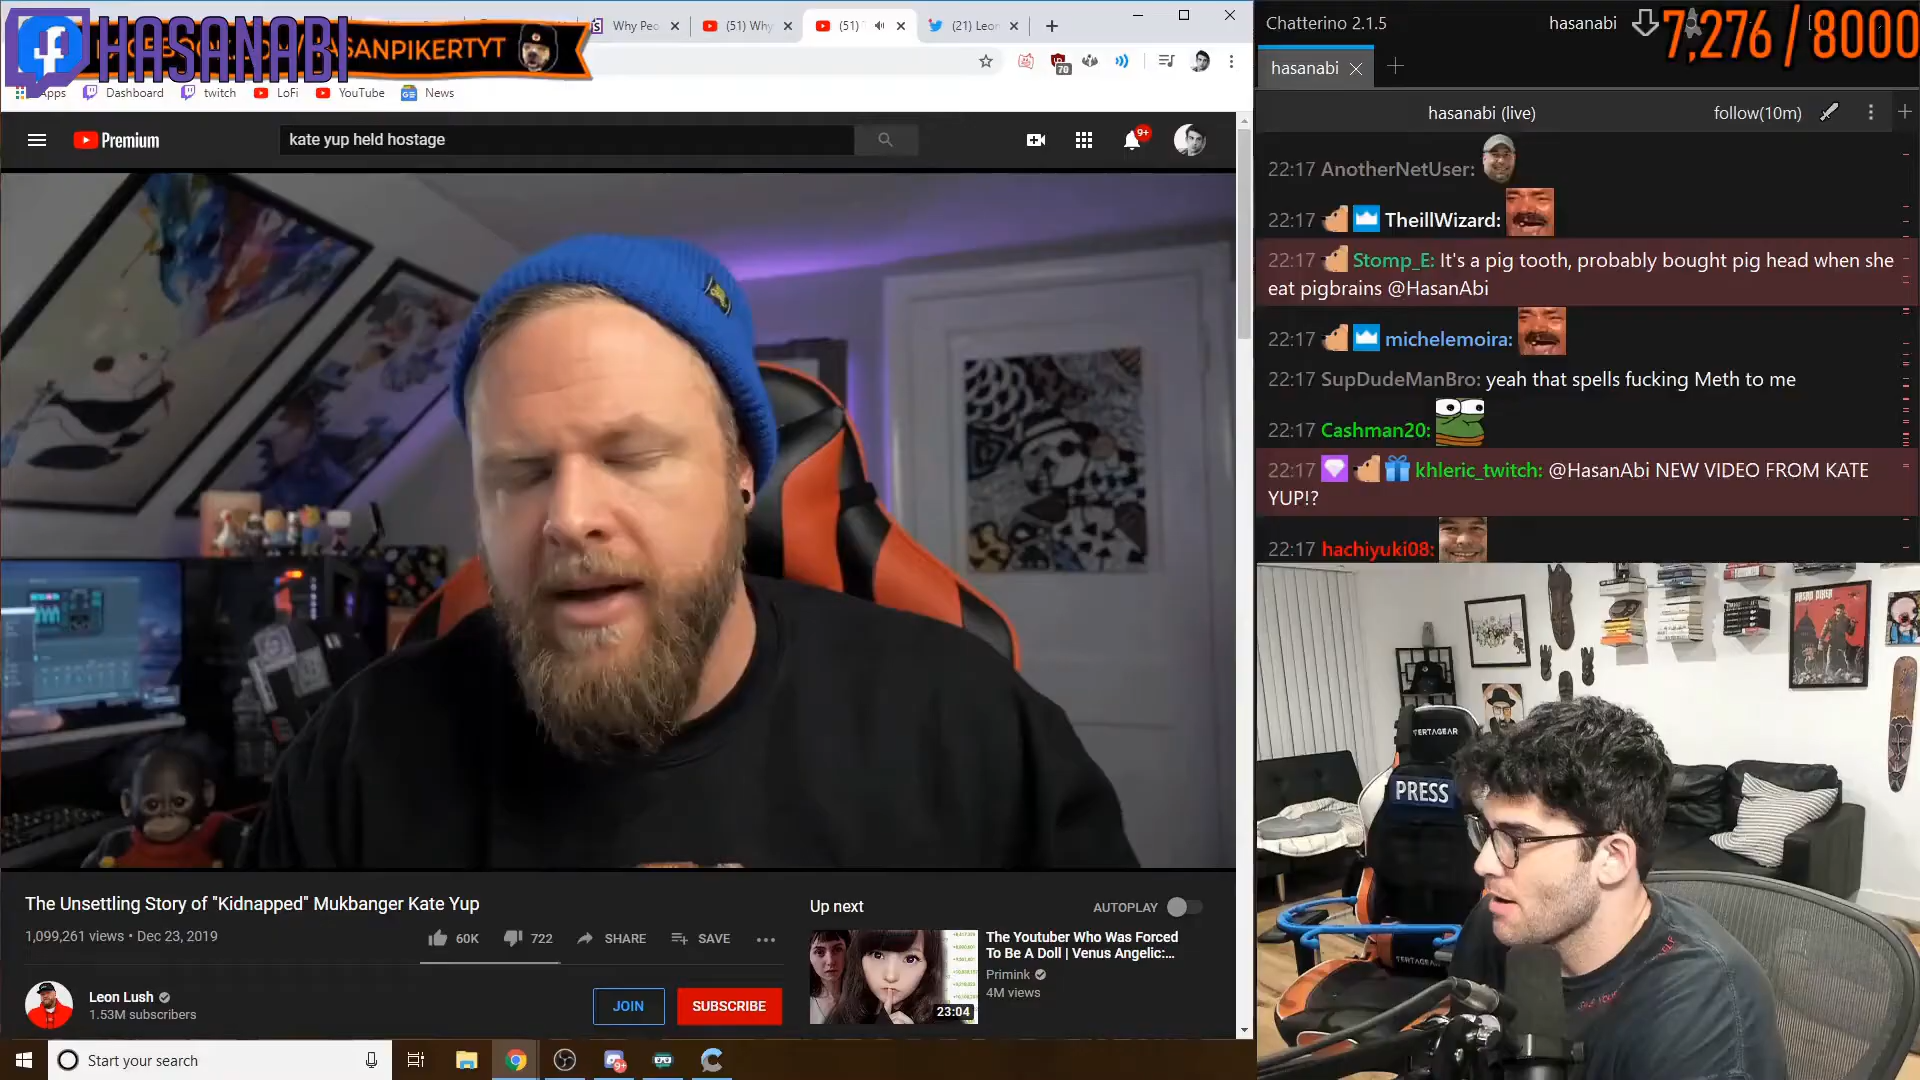 HASANABI
SANPIKERTYT
Why Peo
(51) Why
(51)
(21) Leon
70
Apps
Dashboard
twitch
LoFi
YouTube
News
Premium
kate yup held hostage
9+
The Unsettling Story of "Kidnapped" Mukbanger Kate Yup
1,099,261 views • Dec 23, 2019
60K
722
SHARE
SAVE
Leon Lush
1.53M subscribers
JOIN
SUBSCRIBE
Up next
AUTOPLAY
The Youtuber Who Was Forced
To Be A Doll | Venus Angelic:...
Primink
4M views
23:04
Start your search
Chatterino 2.1.5
hasanabi
7,276 / 8000
hasanabi
hasanabi (live)
follow(10m)
22:17 AnotherNetUser:
22:17 TheillWizard:
22:17 Stomp_E: It's a pig tooth, probably bought pig head when she
eat pigbrains @HasanAbi
22:17 michelemoira:
22:17 SupDudeManBro: yeah that spells fucking Meth to me
22:17 Cashman20:
22:17 khleric_twitch: @HasanAbi NEW VIDEO FROM KATE
YUP!?
22:17 hachiyuki08:
HASAN PIKER
VERTAGEAR
PRESS
VERTAGEAR
HELP